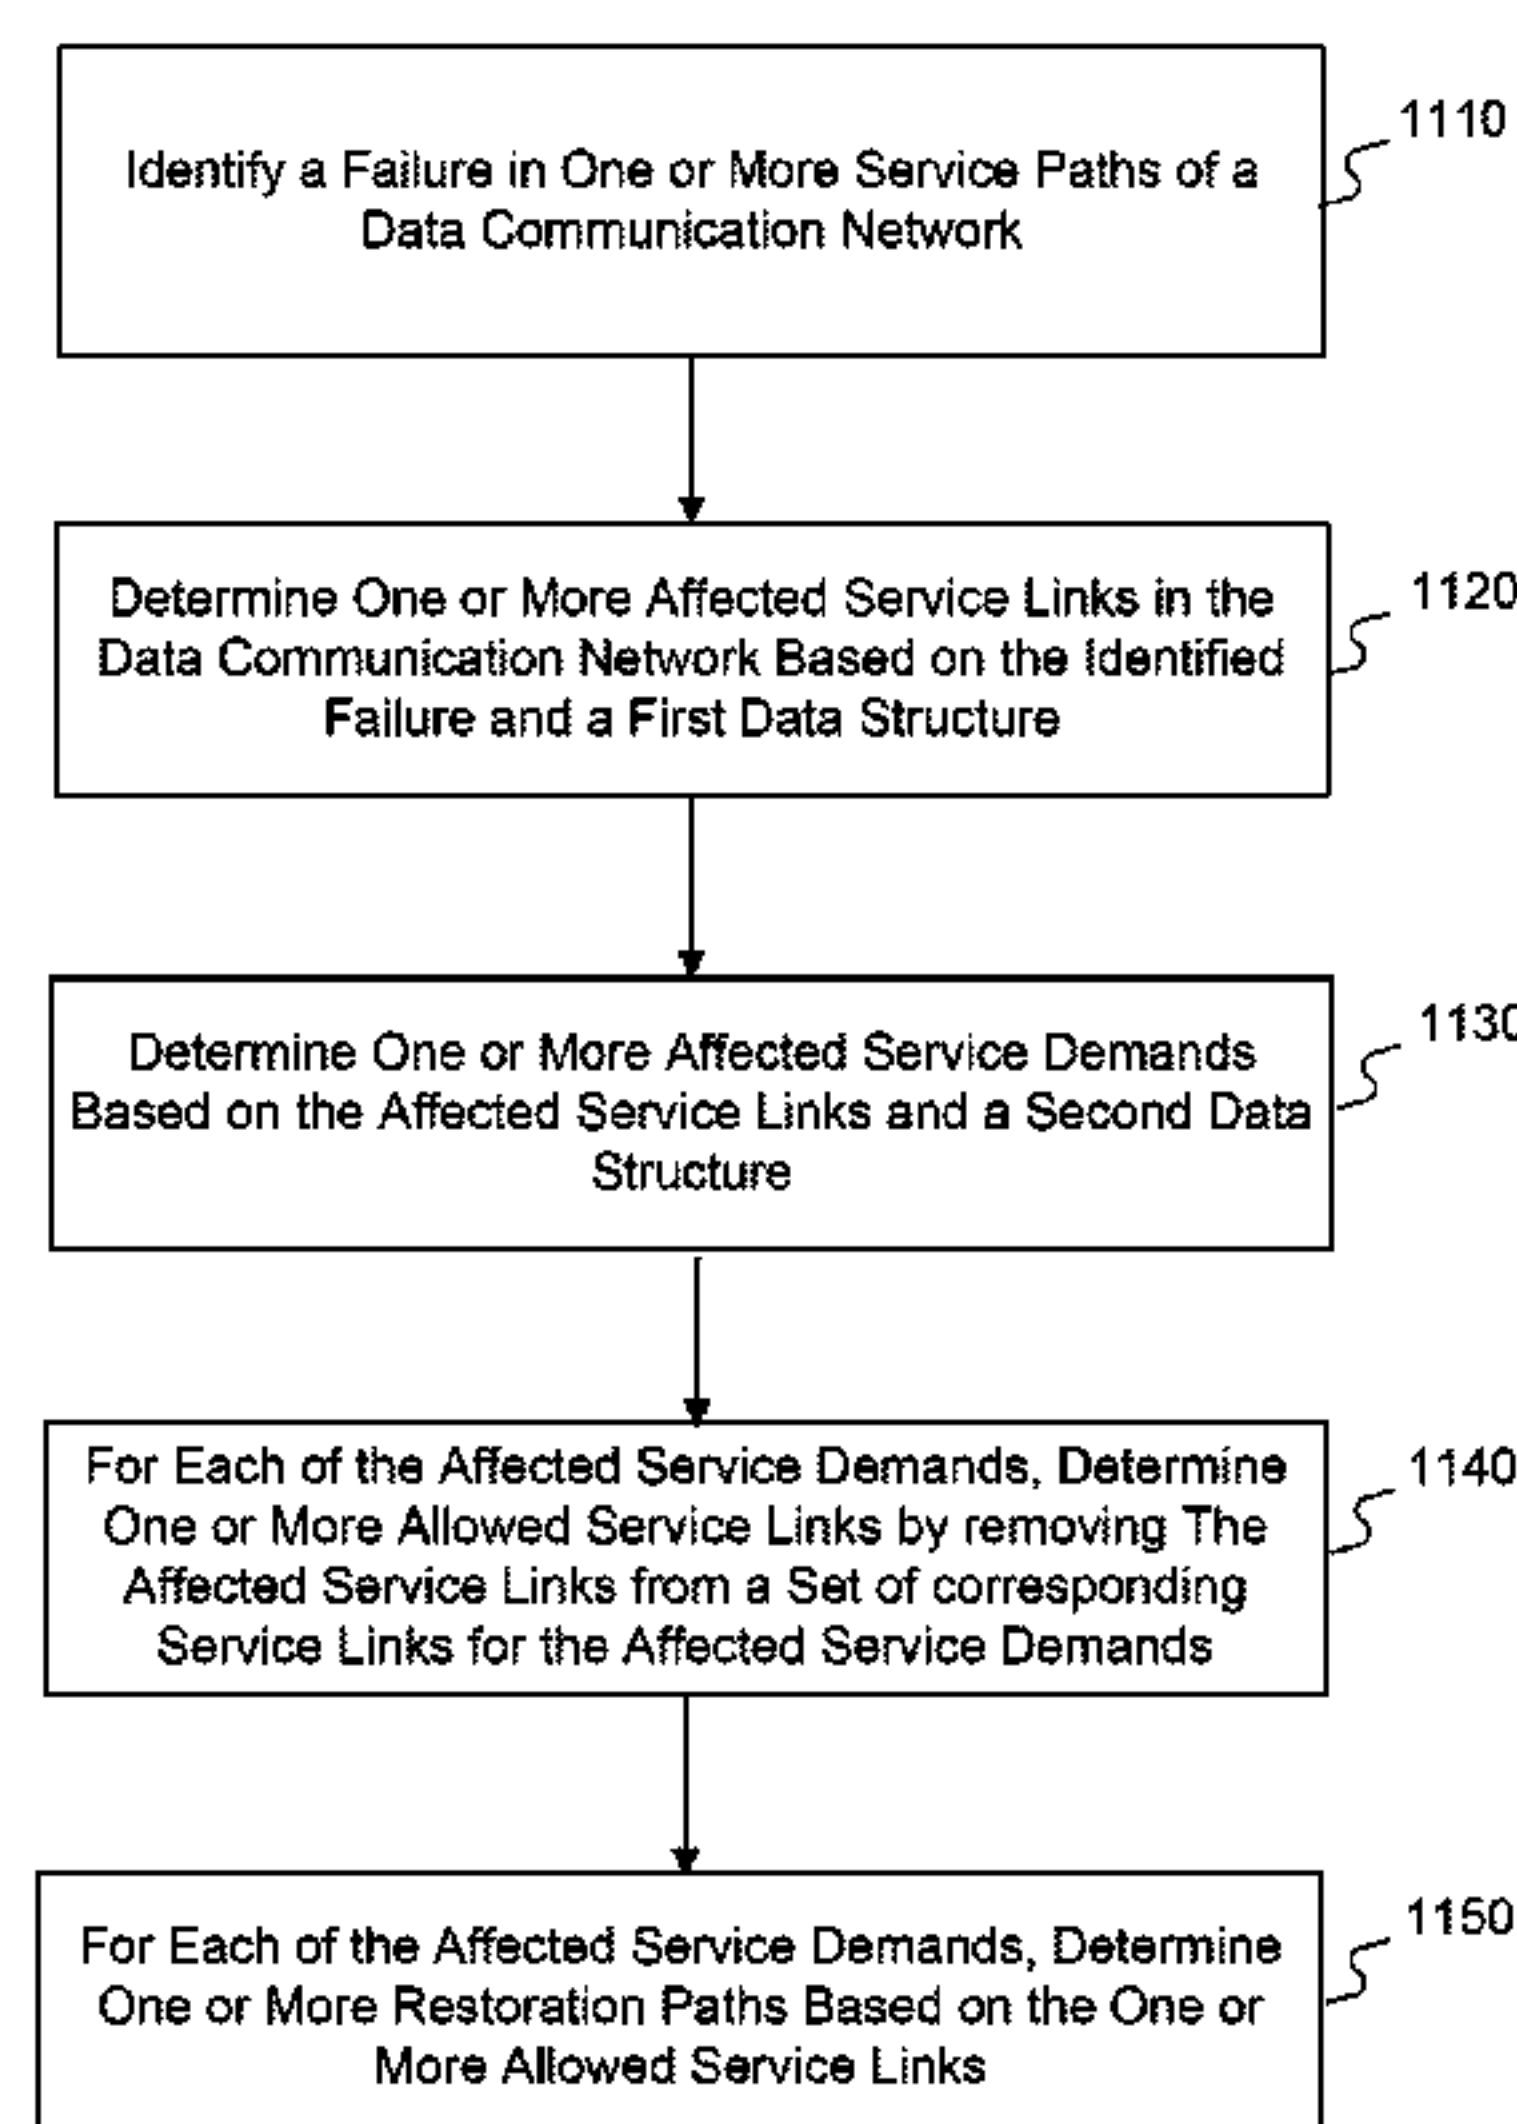 1110
Identify a Failure in One or More Service Paths of a
Data Communication Network
1120
Determine One or More Affected Service Links in the
Data Communication Network Based on the Identified
Failure and a First Data Structure
1130
Determine One or More Affected Service Demands
Based on the Affected Service Links and a Second Data
Structure
1140
For Each of the Affected Service Demands, Determine
One or More Allowed Service Links by removing The
Affected Service Links from a Set of corresponding
Service Links for the Affected Service Demands
1150
For Each of the Affected Service Demands, Determine
One or More Restoration Paths Based on the One or
More Allowed Service Links